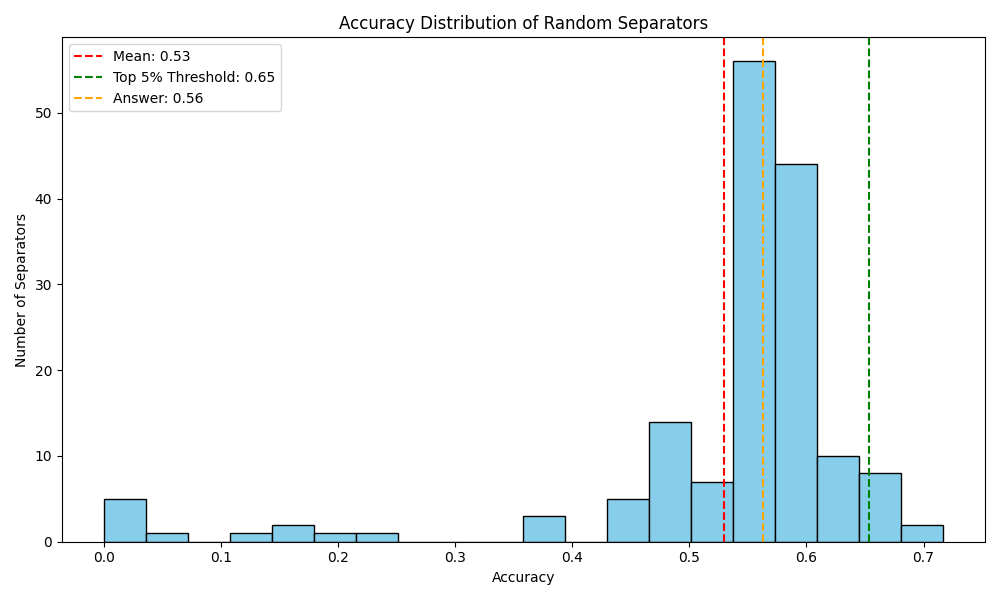 Accuracy Distribution of Random Separators
Mean: 0.53
Top 5% Threshold: 0.65
Answer: 0.56
Number of Separators
50
40
30
20
10
0
0.0 0.1 0.2 0.3 0.4 0.5 0.6 0.7
Accuracy